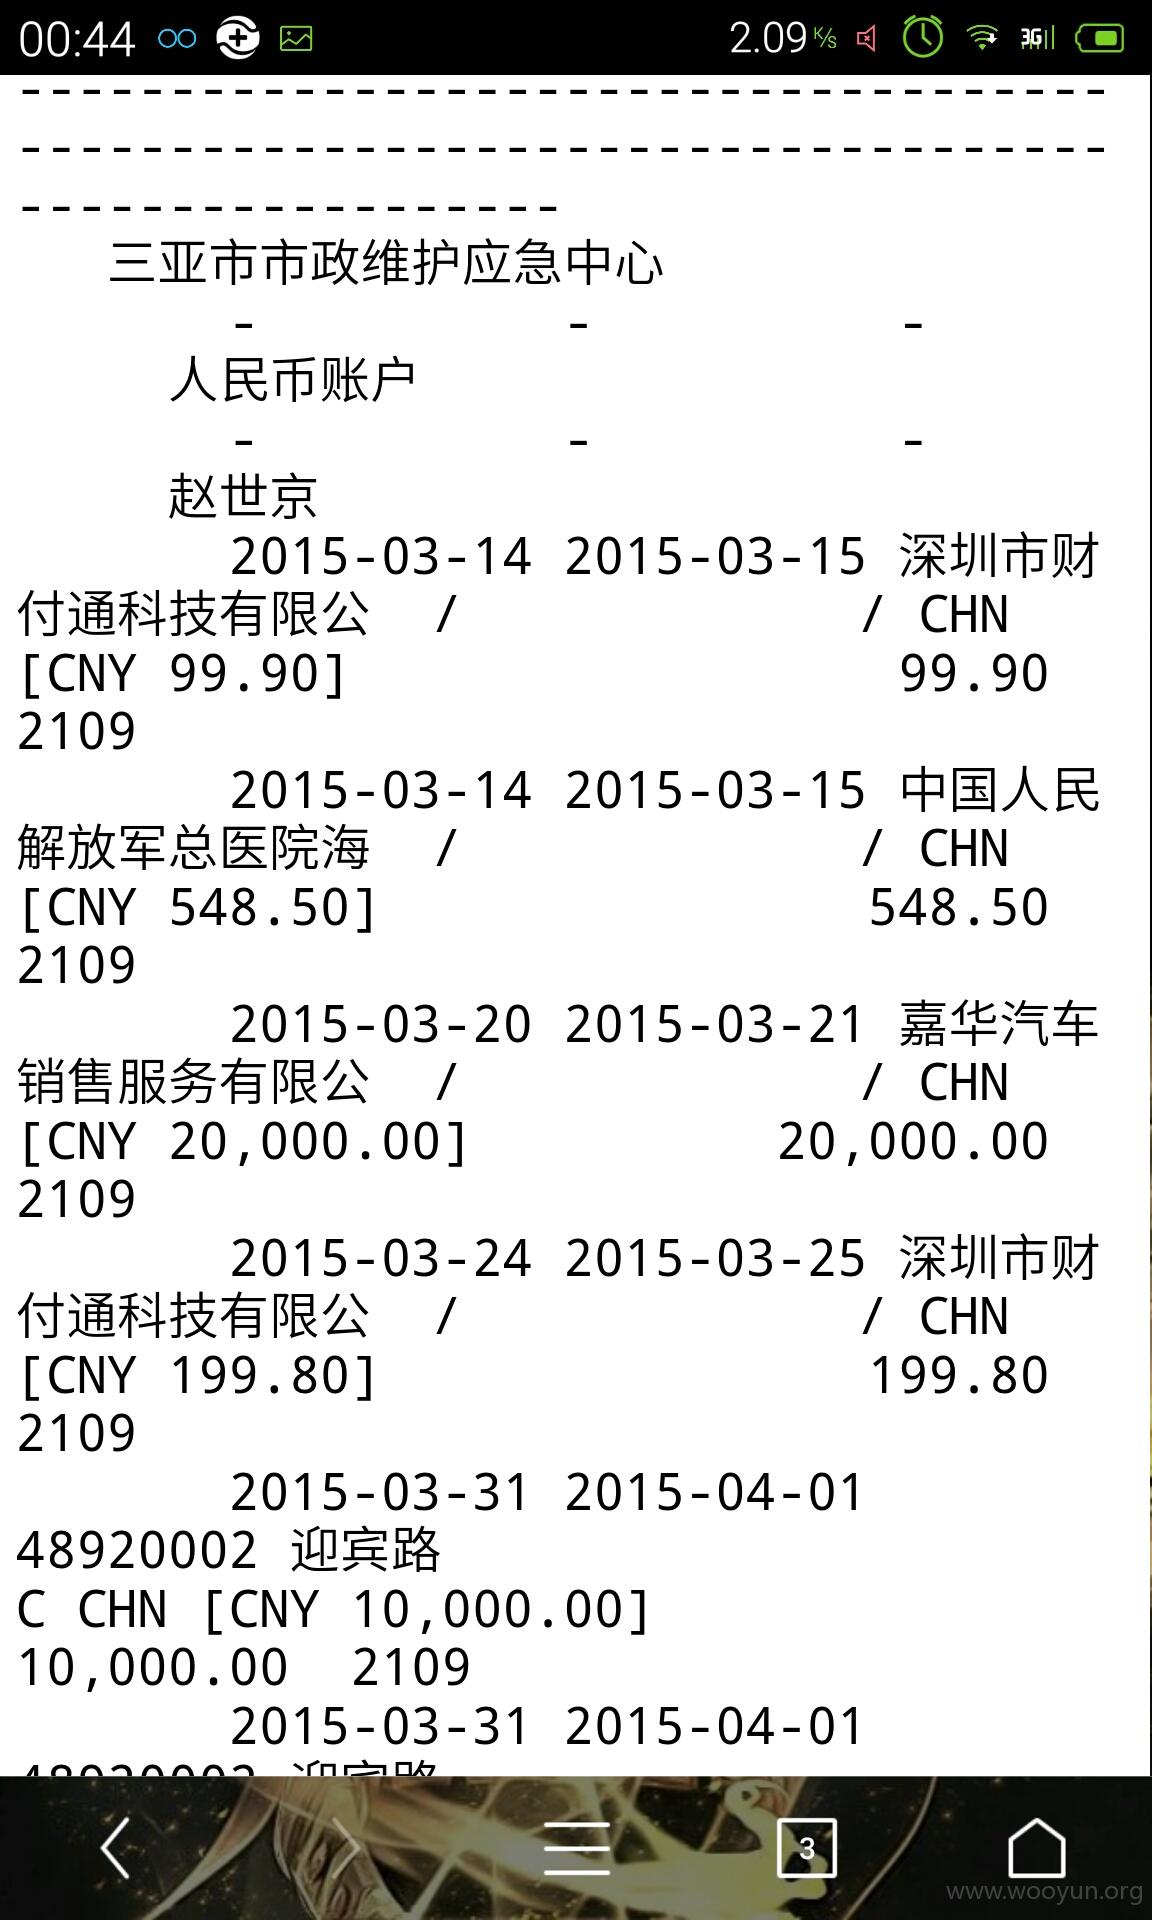 00:44 2.09 K/S 3G
------------------------------------
------------------------------------
------------------
三亚市市政维护应急中心
- - -
人民币账户
- - -
赵世京
2015-03-14 2015-03-15 深圳市财
付通科技有限公 / / CHN
[CNY 99.90] 99.90
2109
2015-03-14 2015-03-15 中国人民
解放军总医院海 / / CHN
[CNY 548.50] 548.50
2109
2015-03-20 2015-03-21 嘉华汽车
销售服务有限公 / / CHN
[CNY 20,000.00] 20,000.00
2109
2015-03-24 2015-03-25 深圳市财
付通科技有限公 / / CHN
[CNY 199.80] 199.80
2109
2015-03-31 2015-04-01
48920002 迎宾路
C CHN [CNY 10,000.00]
10,000.00 2109
2015-03-31 2015-04-01
48920002 迎宾路
3
www.wooyun.org